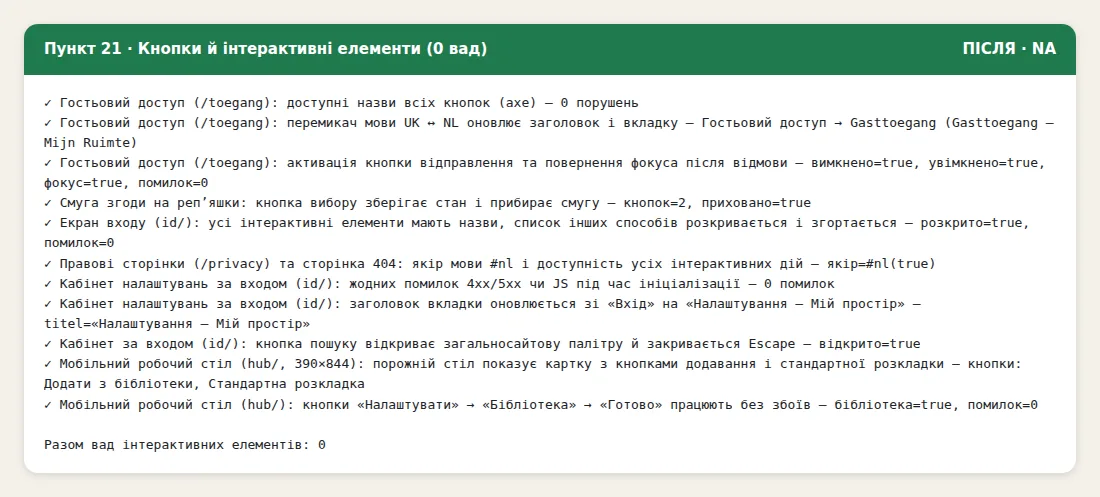 Пункт 21 · Кнопки й інтерактивні елементи (0 вад)
ПІСЛЯ · NA
✓ Гостьовий доступ (/toegang): доступні назви всіх кнопок (axe) — 0 порушень
✓ Гостьовий доступ (/toegang): перемикач мови UK ↔ NL оновлює заголовок і вкладку — Гостьовий доступ → Gasttoegang (Gasttoegang —
Mijn Ruimte)
✓ Гостьовий доступ (/toegang): активація кнопки відправлення та повернення фокуса після відмови — вимкнено=true, увімкнено=true,
фокус=true, помилок=0
✓ Смуга згоди на реп’яшки: кнопка вибору зберігає стан і прибирає смугу — кнопок=2, приховано=true
✓ Екран входу (id/): усі інтерактивні елементи мають назви, список інших способів розкривається і згортається — розкрито=true,
помилок=0
✓ Правові сторінки (/privacy) та сторінка 404: якір мови #nl і доступність усіх інтерактивних дій — якір=#nl(true)
✓ Кабінет налаштувань за входом (id/): жодних помилок 4xx/5xx чи JS під час ініціалізації — 0 помилок
✓ Кабінет налаштувань за входом (id/): заголовок вкладки оновлюється зі «Вхід» на «Налаштування — Мій простір» —
titel=«Налаштування — Мій простір»
✓ Кабінет за входом (id/): кнопка пошуку відкриває загальносайтову палітру й закривається Escape — відкрито=true
✓ Мобільний робочий стіл (hub/, 390×844): порожній стіл показує картку з кнопками додавання і стандартної розкладки — кнопки:
Додати з бібліотеки, Стандартна розкладка
✓ Мобільний робочий стіл (hub/): кнопки «Налаштувати» → «Бібліотека» → «Готово» працюють без збоїв — бібліотека=true, помилок=0
Разом вад інтерактивних елементів: 0